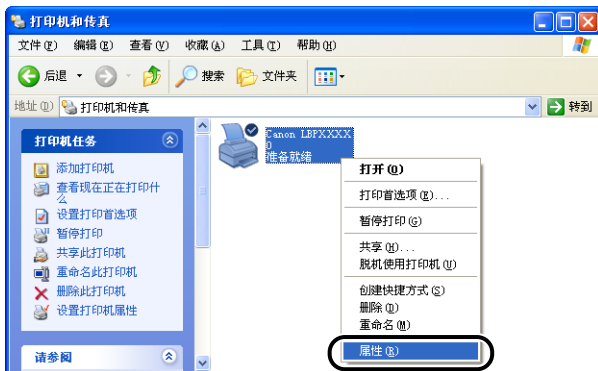 打印机和传真
文件(F) 编辑(E) 查看(V) 收藏(A) 工具(T) 帮助(H)
后退 搜索 文件夹
地址(D) 打印机和传真 转到
打印机任务
添加打印机
查看现在正在打印什
么
设置打印首选项
暂停打印
共享此打印机
重命名此打印机
删除此打印机
设置打印机属性
请参阅
Canon LBPXXXX
0
准备就绪
打开(O)
打印首选项(E)...
暂停打印(G)
共享(H)...
脱机使用打印机(U)
创建快捷方式(S)
删除(D)
重命名(M)
属性(R)